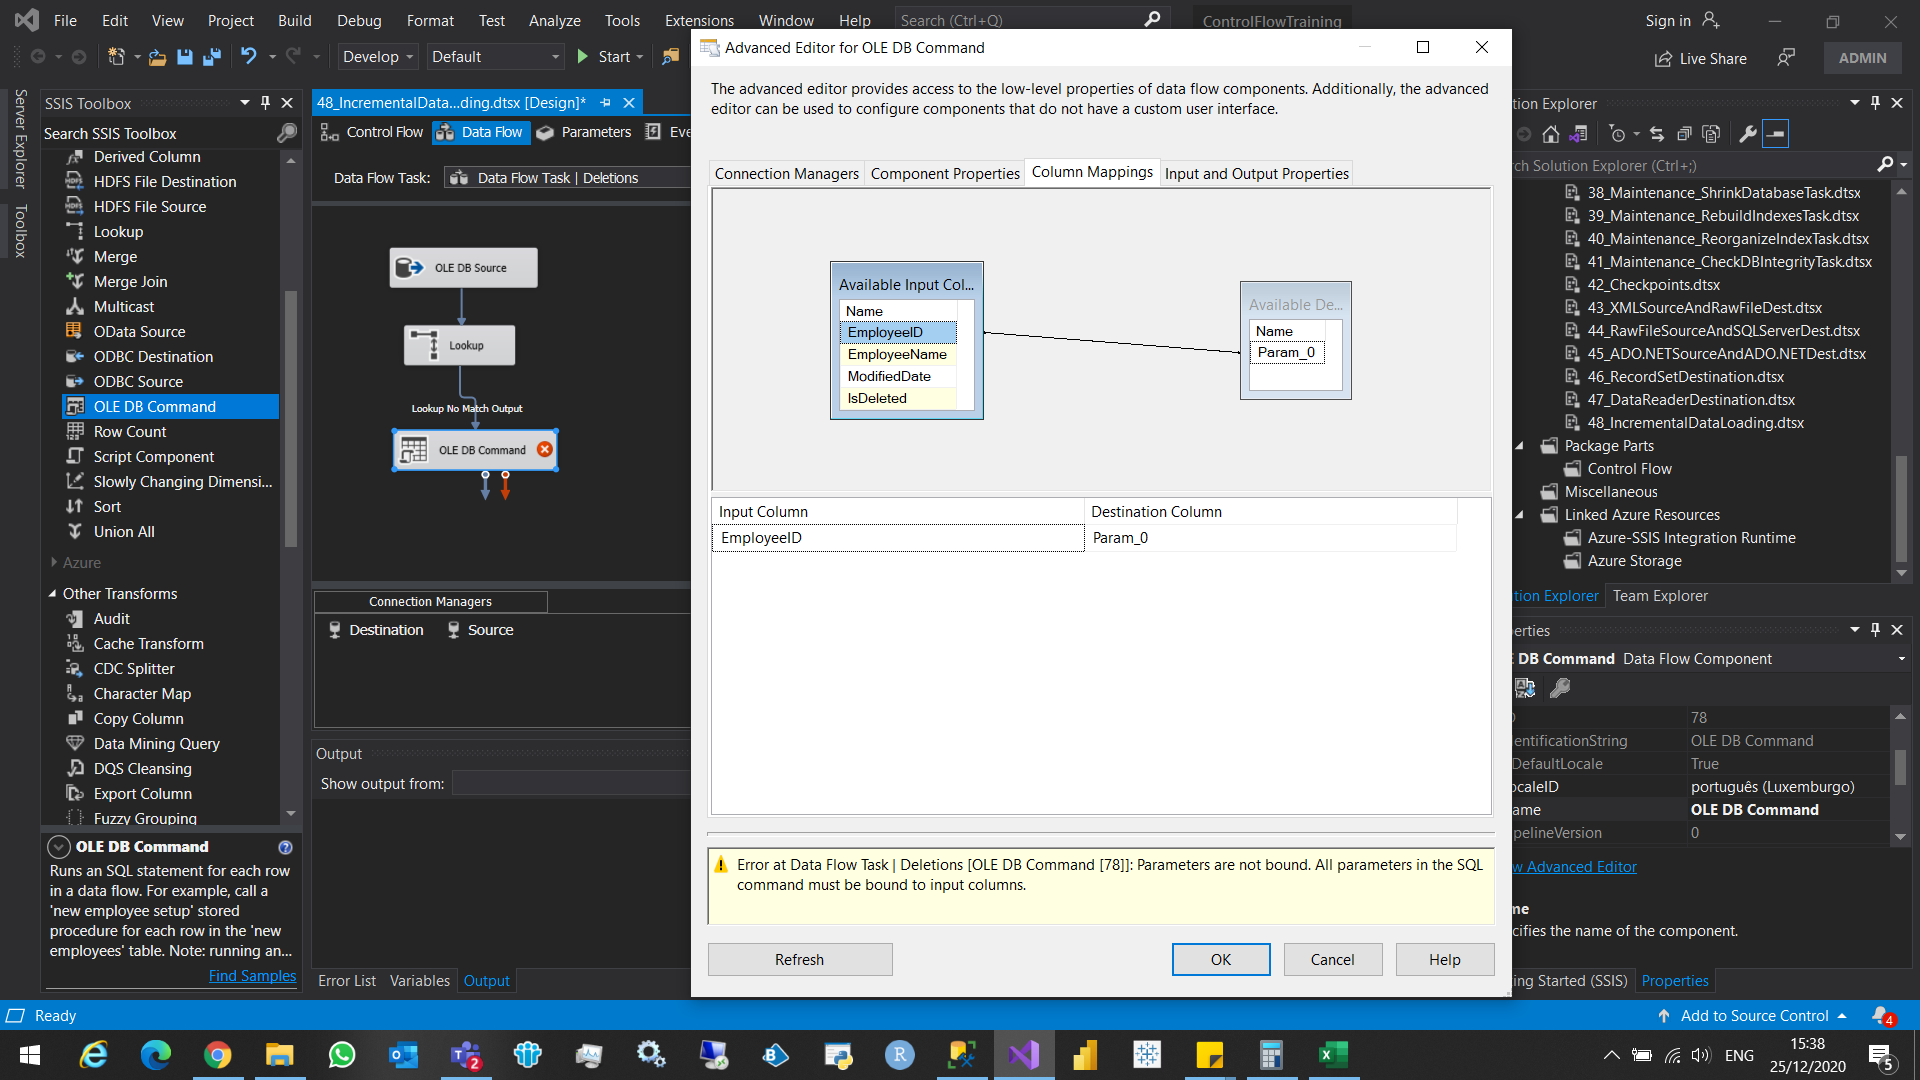 File Edit View Project Build Debug Format Test Analyze Tools Extensions Window Help Search (Ctrl+Q) ControlFlowTraining Sign in
Develop Default Start Live Share ADMIN
Server Explorer
Toolbox
SSIS Toolbox
Search SSIS Toolbox
Derived Column
HDFS File Destination
HDFS File Source
Lookup
Merge
Merge Join
Multicast
OData Source
ODBC Destination
ODBC Source
OLE DB Command
Row Count
Script Component
Slowly Changing Dimensi...
Sort
Union All
Azure
Other Transforms
Audit
Cache Transform
CDC Splitter
Character Map
Copy Column
Data Mining Query
DQS Cleansing
Export Column
Fuzzy Grouping
OLE DB Command
Runs an SQL statement for each row
in a data flow. For example, call a
'new employee setup' stored
procedure for each row in the 'new
employees' table. Note: running an...
Find Samples
48_IncrementalData...ding.dtsx [Design]*
Control Flow Data Flow Parameters Eve
Data Flow Task: Data Flow Task | Deletions
OLE DB Source
Lookup
Lookup No Match Output
OLE DB Command
Connection Managers
Destination Source
Output
Show output from:
Error List Variables Output
Advanced Editor for OLE DB Command
The advanced editor provides access to the low-level properties of data flow components. Additionally, the advanced
editor can be used to configure components that do not have a custom user interface.
Connection Managers Component Properties Column Mappings Input and Output Properties
Available Input Col...
Name
EmployeeID
EmployeeName
ModifiedDate
IsDeleted
Available De...
Name
Param_0
Input Column Destination Column
EmployeeID Param_0
Error at Data Flow Task | Deletions [OLE DB Command [78]]: Parameters are not bound. All parameters in the SQL
command must be bound to input columns.
Refresh OK Cancel Help
tion Explorer
ch Solution Explorer (Ctrl+;)
38_Maintenance_ShrinkDatabaseTask.dtsx
39_Maintenance_RebuildIndexesTask.dtsx
40_Maintenance_ReorganizeIndexTask.dtsx
41_Maintenance_CheckDBIntegrityTask.dtsx
42_Checkpoints.dtsx
43_XMLSourceAndRawFileDest.dtsx
44_RawFileSourceAndSQLServerDest.dtsx
45_ADO.NETSourceAndADO.NETDest.dtsx
46_RecordSetDestination.dtsx
47_DataReaderDestination.dtsx
48_IncrementalDataLoading.dtsx
Package Parts
Control Flow
Miscellaneous
Linked Azure Resources
Azure-SSIS Integration Runtime
Azure Storage
tion Explorer Team Explorer
erties
E DB Command Data Flow Component
D 78
entificationString OLE DB Command
DefaultLocale True
ocaleID português (Luxemburgo)
ame OLE DB Command
ipelineVersion 0
w Advanced Editor
me
cifies the name of the component.
ing Started (SSIS) Properties
Ready Add to Source Control 4
2 ENG 15:38
25/12/2020 5